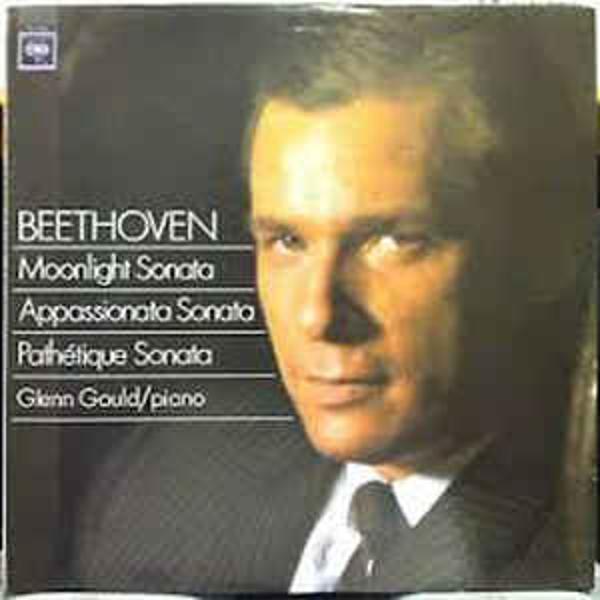 BEETHOVEN
Moonlight Sonata
Appassionata Sonata
Pathétique Sonata
Glenn Gould/piano